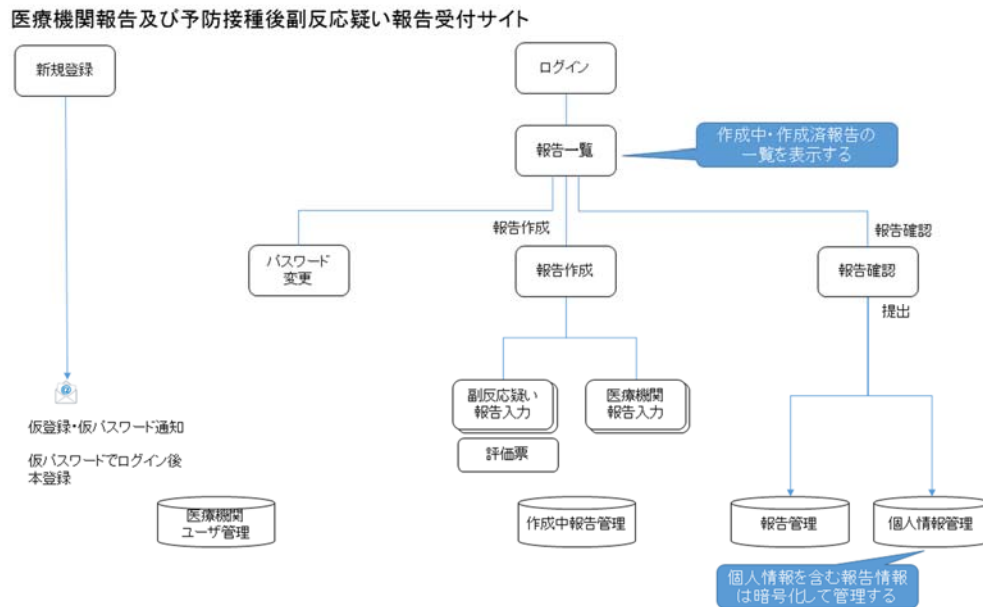 医療機関報告及び予防接種後副反応疑い報告受付サイト
新規登録
ログイン
報告一覧
作成中・作成済報告の
一覧を表示する
報告作成
報告確認
パスワード
変更
報告作成
報告確認
提出
副反応疑い
報告入力
医療機関
報告入力
評価票
@
仮登録・仮パスワード通知
仮パスワードでログイン後
本登録
医療機関
ユーザ管理
作成中報告管理
報告管理
個人情報管理
個人情報を含む報告情報
は暗号化して管理する